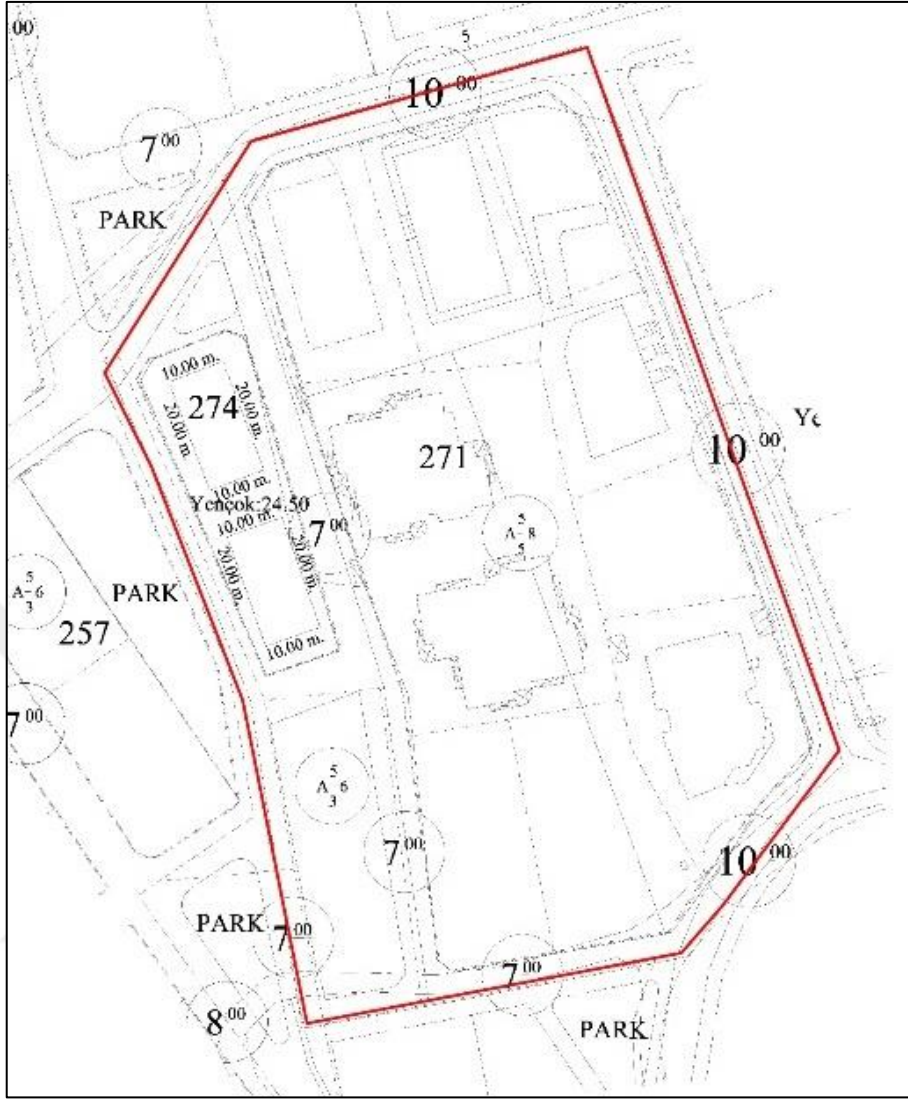 00
5
10 00
7 00
PARK
10.00 m.
274
20.00 m.
20.00 m.
271
10 00
10.00 m.
Yençok:24.50
10.00 m.
7 00
5
A-8
5
20.00 m.
20.00 m.
5
A-6
3
PARK
257
10.00 m.
7 00
5
A 6
3
7 00
10 00
PARK
7 00
7 00
8 00
PARK